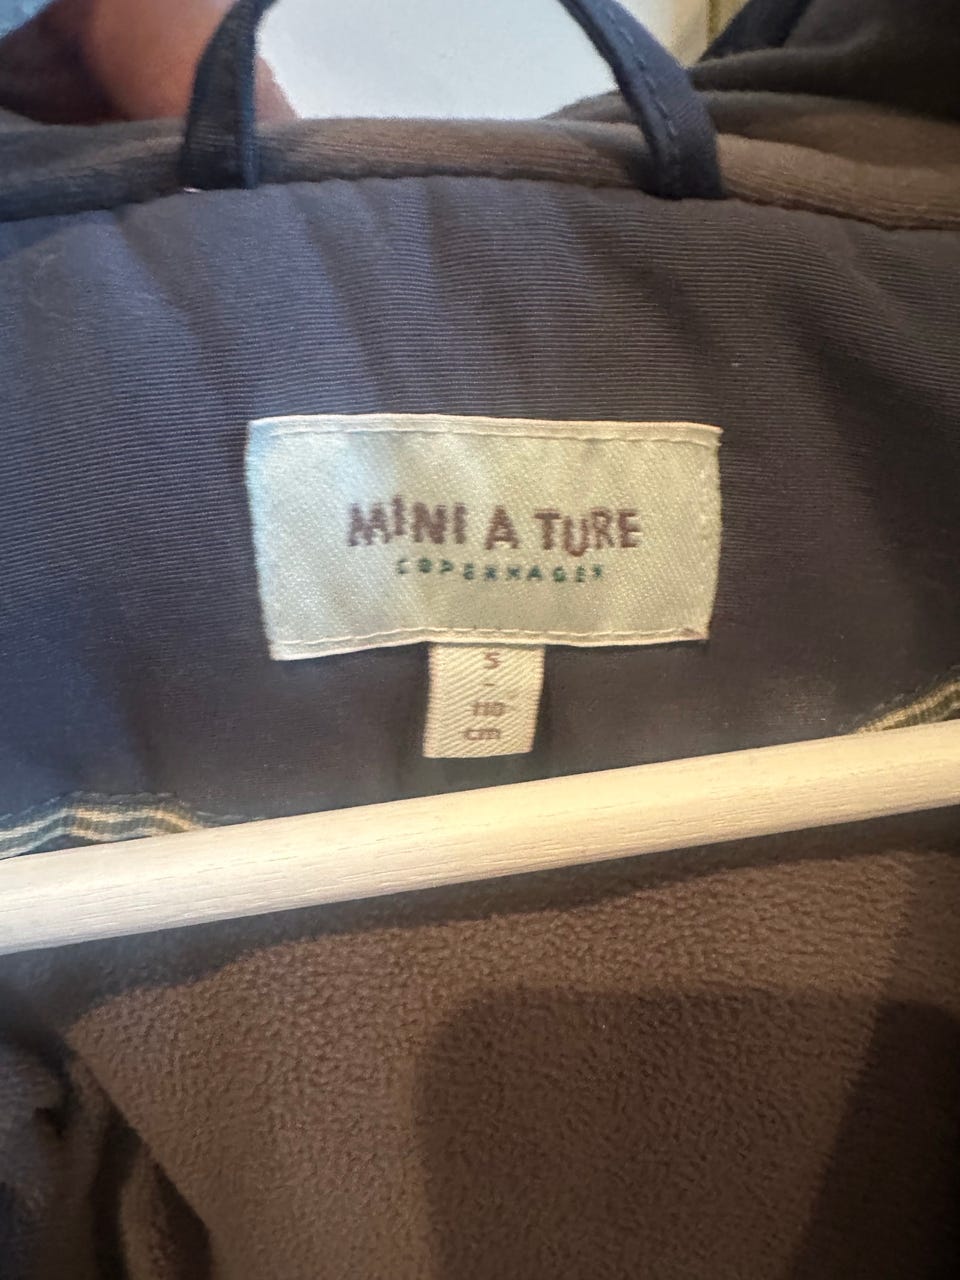 MINI A TURE
COPENHAGEN
5
-
110
cm